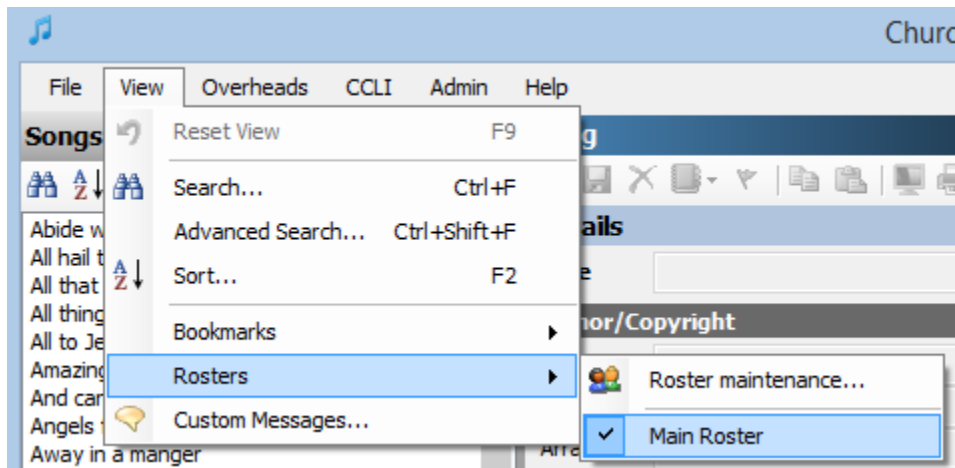 Churc
File View Overheads CCLI Admin Help
Songs
Reset View F9
Search... Ctrl+F
Advanced Search... Ctrl+Shift+F
Sort... F2
Bookmarks
Rosters
Custom Messages...
Roster maintenance...
Main Roster
g
ails
e
hor/Copyright
Arra
Abide w
All hail t
All that
All thing
All to Je
Amazing
And car
Angels
Away in a manger